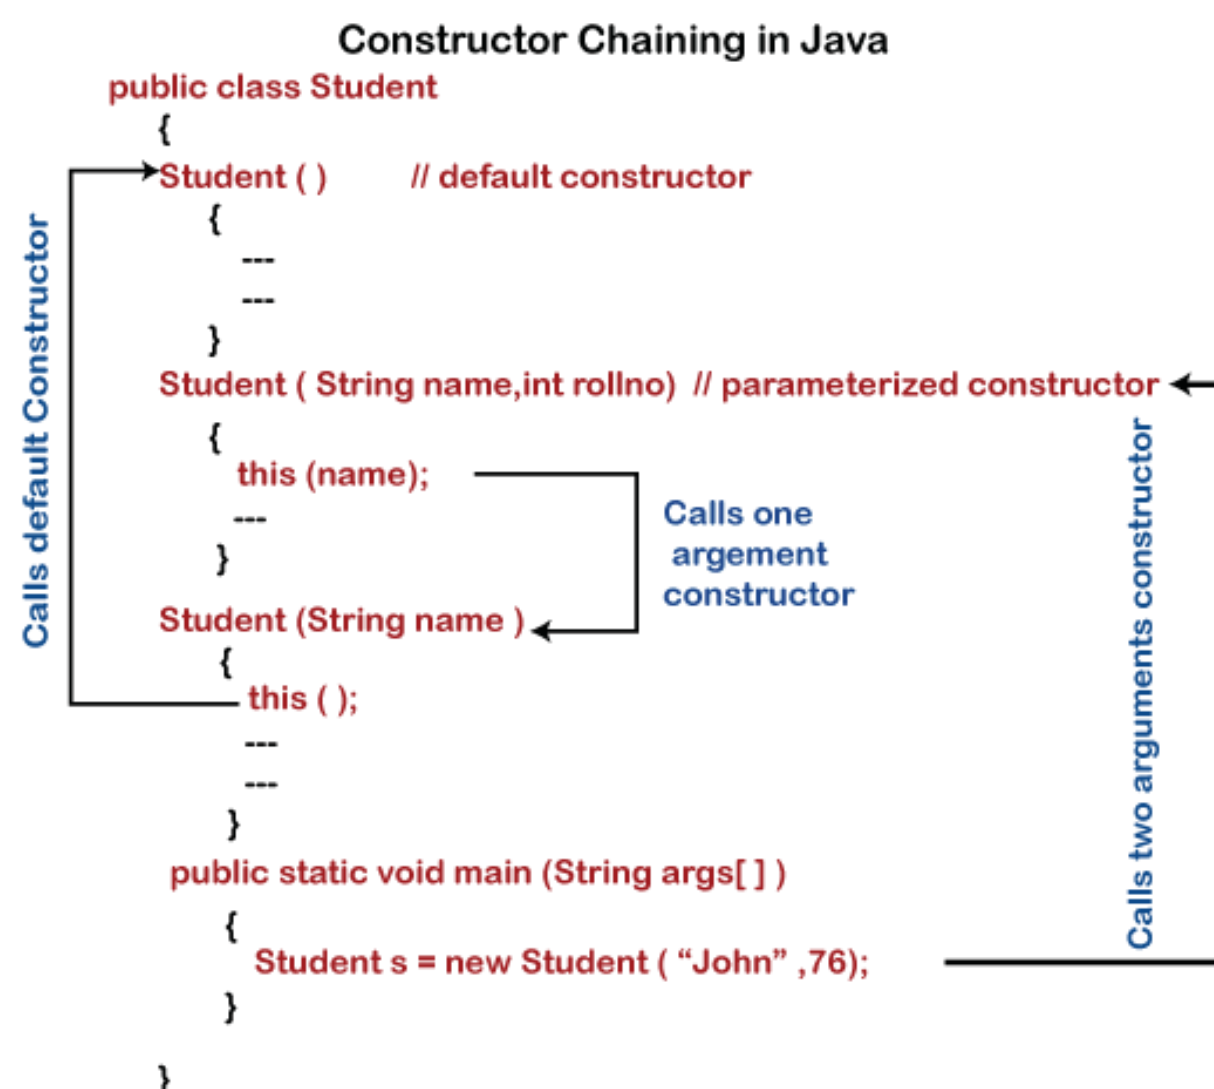 Constructor Chaining in Java
public class Student
{
Student ( ) // default constructor
{
---
---
}
Student ( String name,int rollno) // parameterized constructor
{
this (name);
---
}
Student (String name )
{
this ( );
---
---
}
public static void main (String args[ ] )
{
Student s = new Student ( “John” ,76);
}
}
Calls default Constructor
Calls one
argement
constructor
Calls two arguments constructor